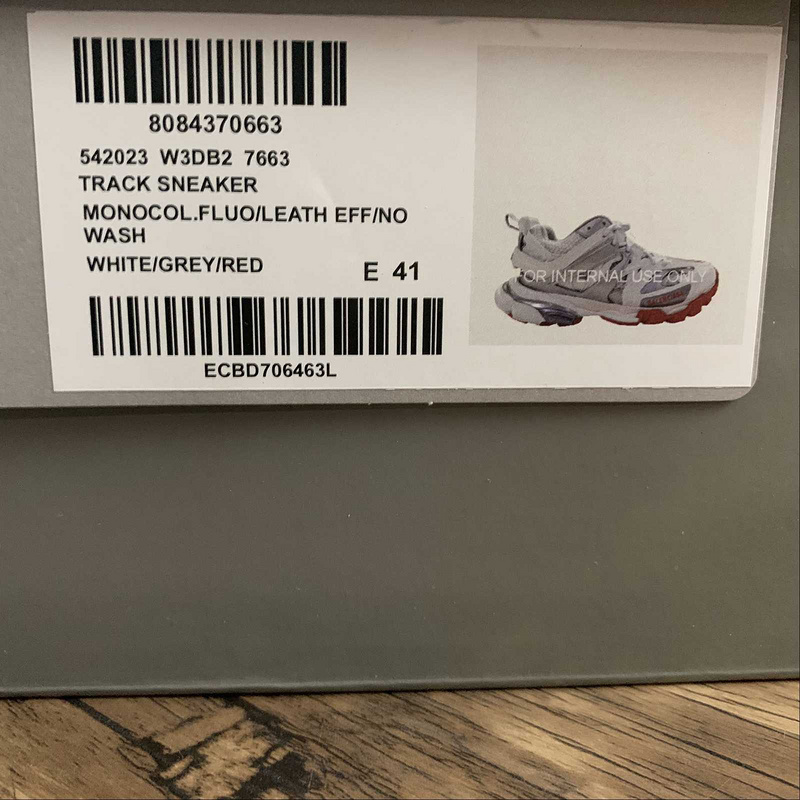 8084370663
542023 W3DB2 7663
TRACK SNEAKER
MONOCOL.FLUO/LEATH EFF/NO
WASH
WHITE/GREY/RED E 41
ECBD706463L
FOR INTERNAL USE ONLY